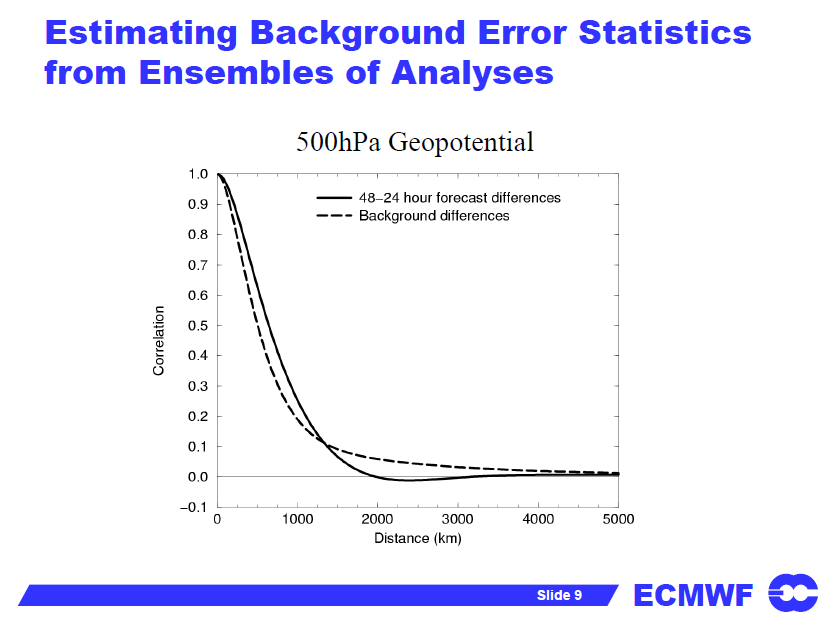 Estimating Background Error Statistics
from Ensembles of Analyses
500hPa Geopotential
1.0
0.9
0.8
0.7
0.6
0.5
0.4
0.3
0.2
0.1
0.0
−0.1
Correlation
48−24 hour forecast differences
Background differences
0 1000 2000 3000 4000 5000
Distance (km)
Slide 9
ECMWF